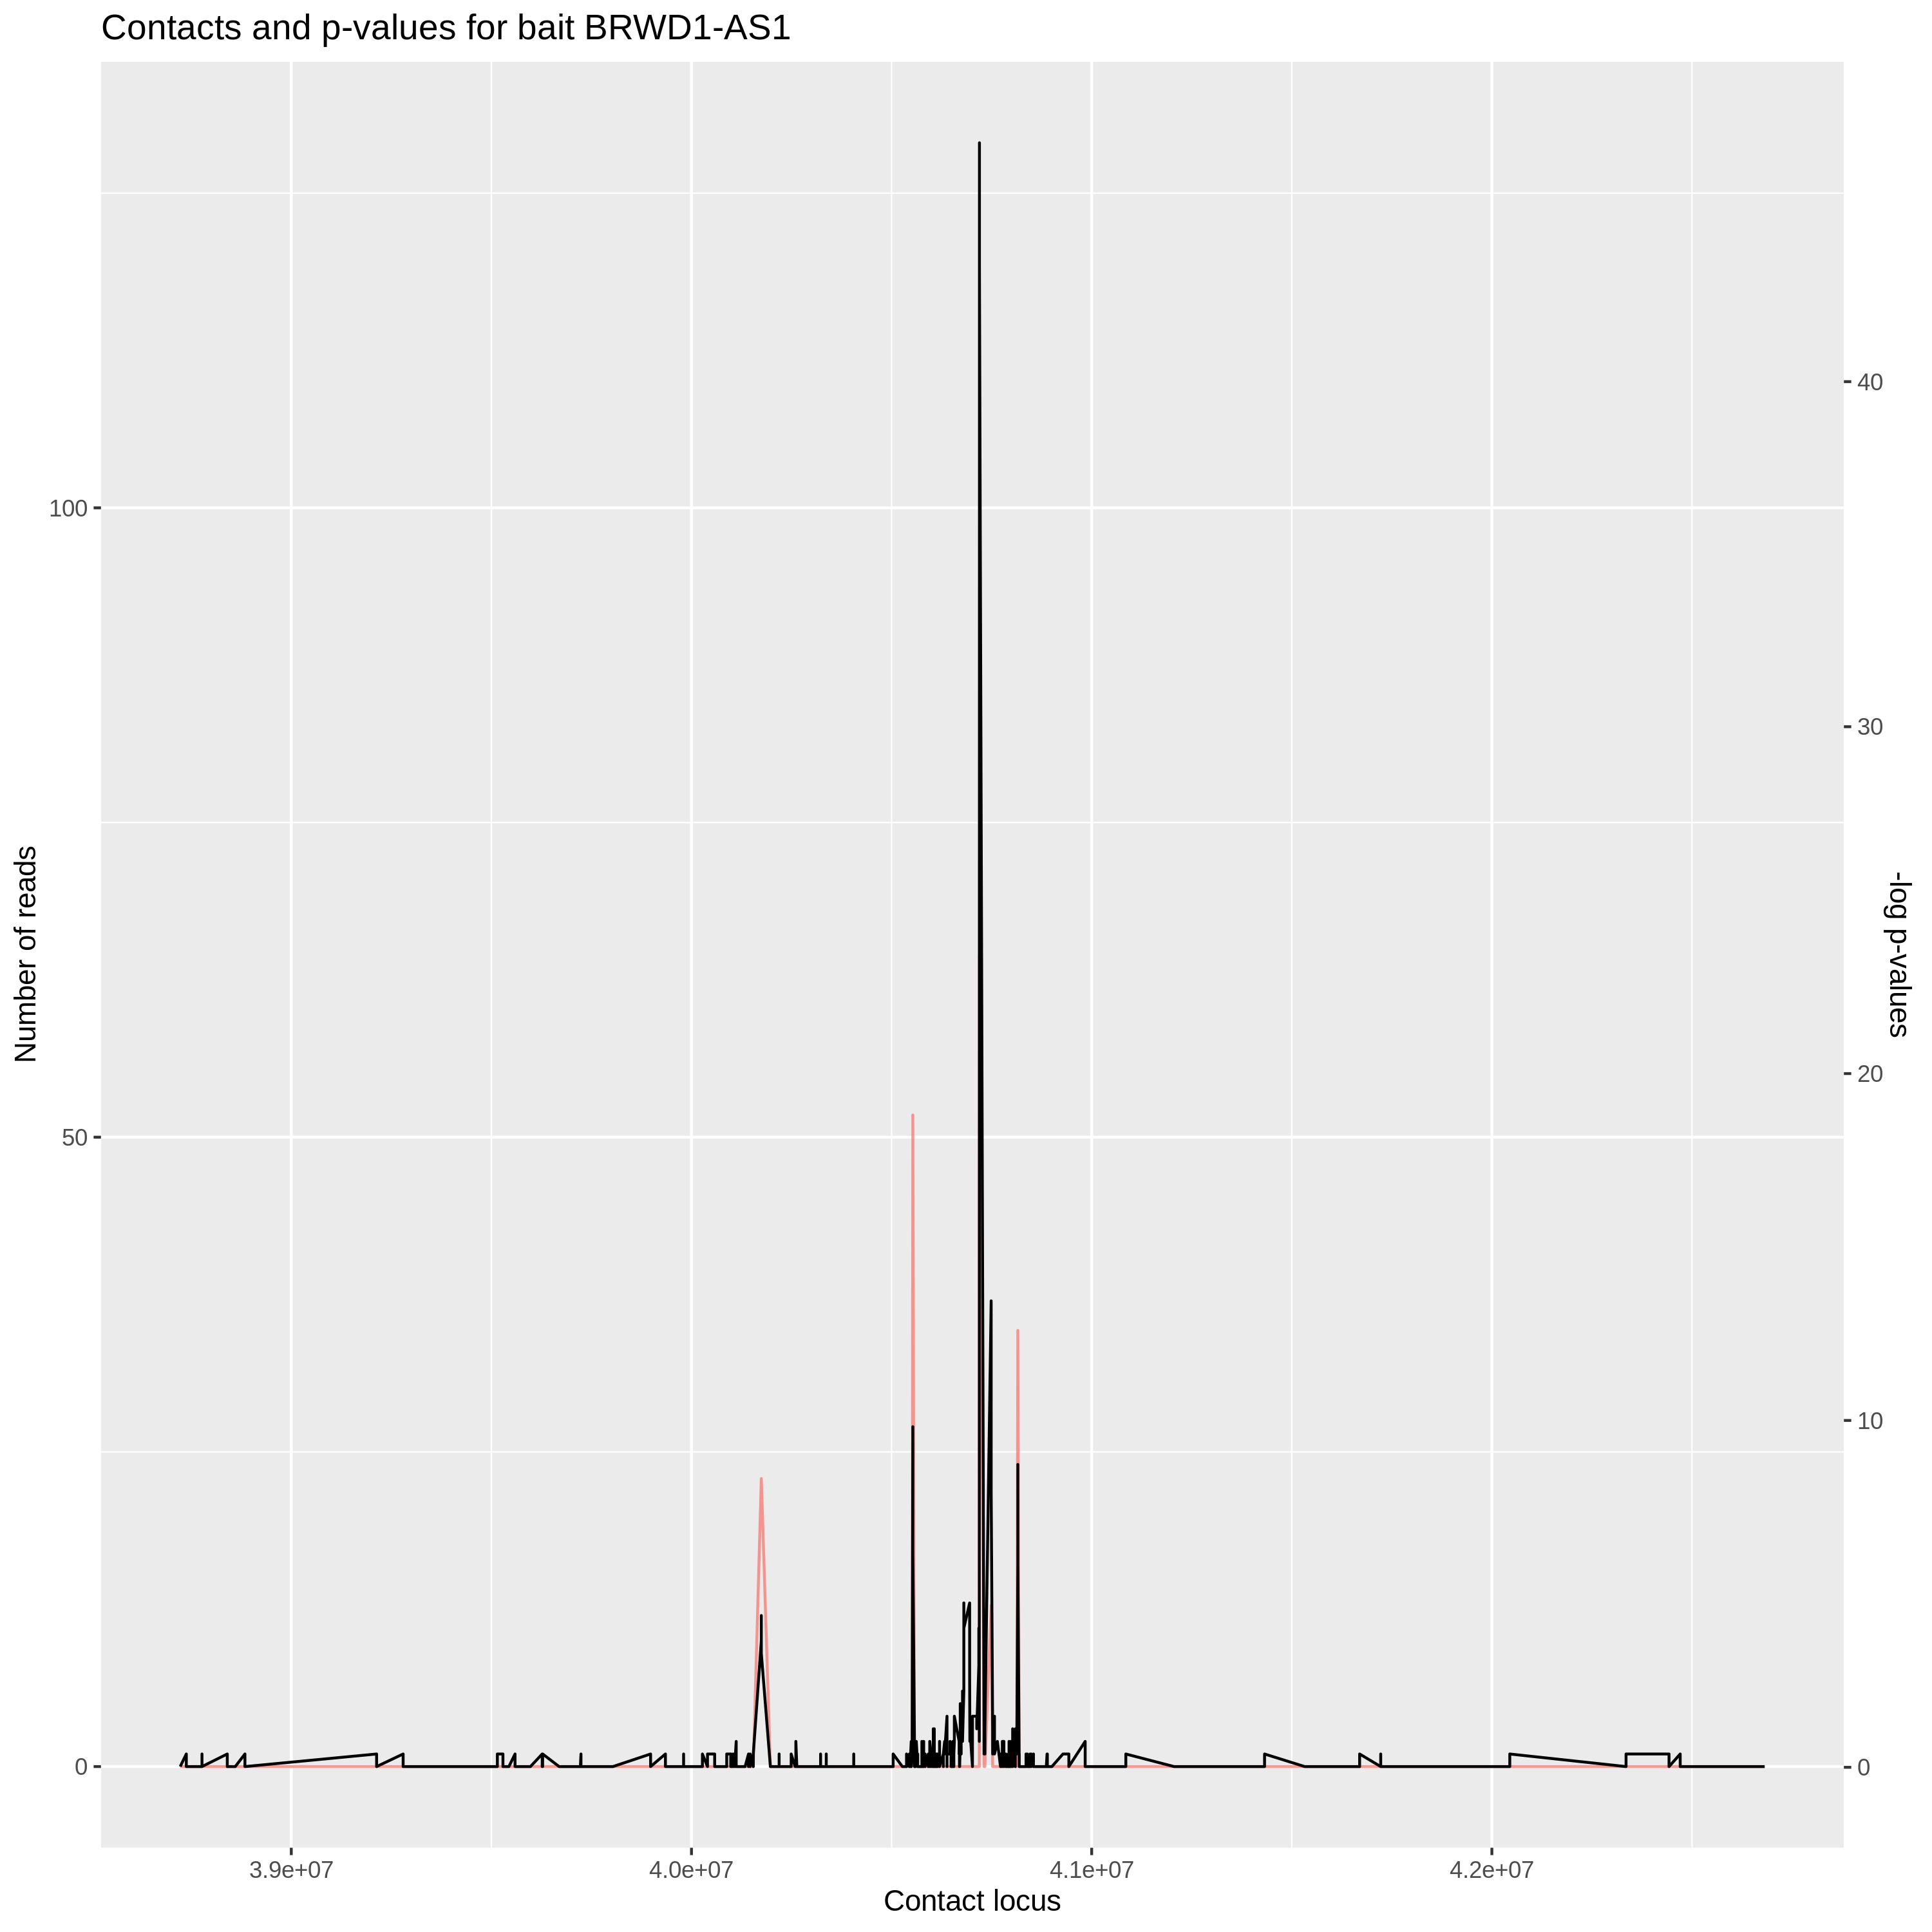 Contacts and p-values for bait BRWD1-AS1
Number of reads
100
50
0
40
30
20
10
0
-log p-values
3.9e+07
4.0e+07
4.1e+07
4.2e+07
Contact locus